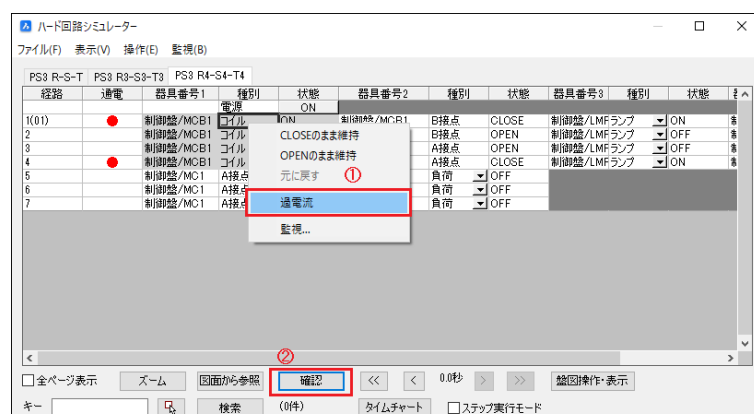 ハード回路シミュレーター
ファイル(F) 表示(V) 操作(E) 監視(B)
PS3 R-S-T PS3 R3-S3-T3 PS3 R4-S4-T4
経路 通電 器具番号1 種別 状態 器具番号2 種別 状態 器具番号3 種別 状態
電源 ON
1(01) 制御盤/MCB1 コイル ON 制御盤/MCB1 B接点 CLOSE 制御盤/LMF ランプ ON
2 制御盤/MCB1 コイル B接点 OPEN 制御盤/LMF ランプ OFF
3 制御盤/MCB1 コイル A接点 OPEN 制御盤/LMF ランプ OFF
4 制御盤/MCB1 コイル A接点 CLOSE 制御盤/LMF ランプ ON
5 制御盤/MC1 A接点 負荷 OFF
6 制御盤/MC1 A接点 負荷 OFF
7 制御盤/MC1 A接点 負荷 OFF
CLOSEのまま維持
OPENのまま維持
元に戻す ①
過電流
監視...
②
全ページ表示 ズーム 図面から参照 確認 << < 0.0秒 > >> 盤図操作・表示
キー 検索 (0件) タイムチャート ステップ実行モード